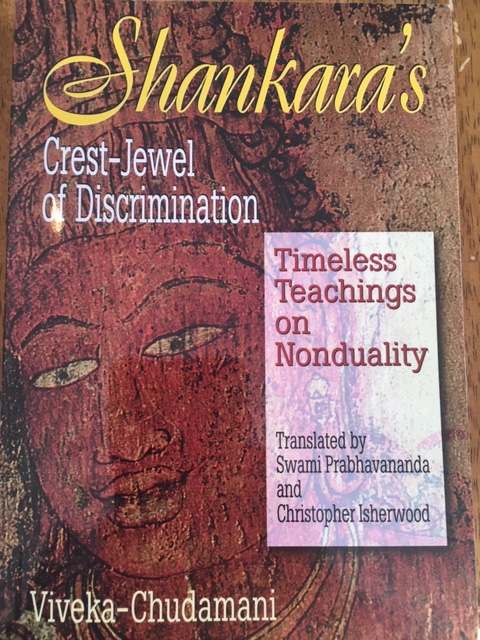 Shankara's
Crest-Jewel
of Discrimination
Timeless
Teachings
on
Nonduality
Translated by
Swami Prabhavananda
and
Christopher Isherwood
Viveka-Chudamani